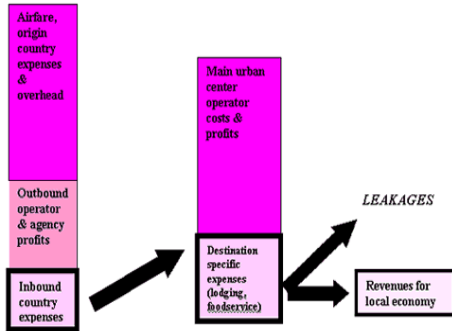 Airfare,
origin
country
expenses
&
overhead
Outbound
operator
& agency
profits
Inbound
country
expenses
Main urban
center
operator
costs &
profits
Destination
specific
expenses
(lodging,
foodservice)
LEAKAGES
Revenues for
local economy